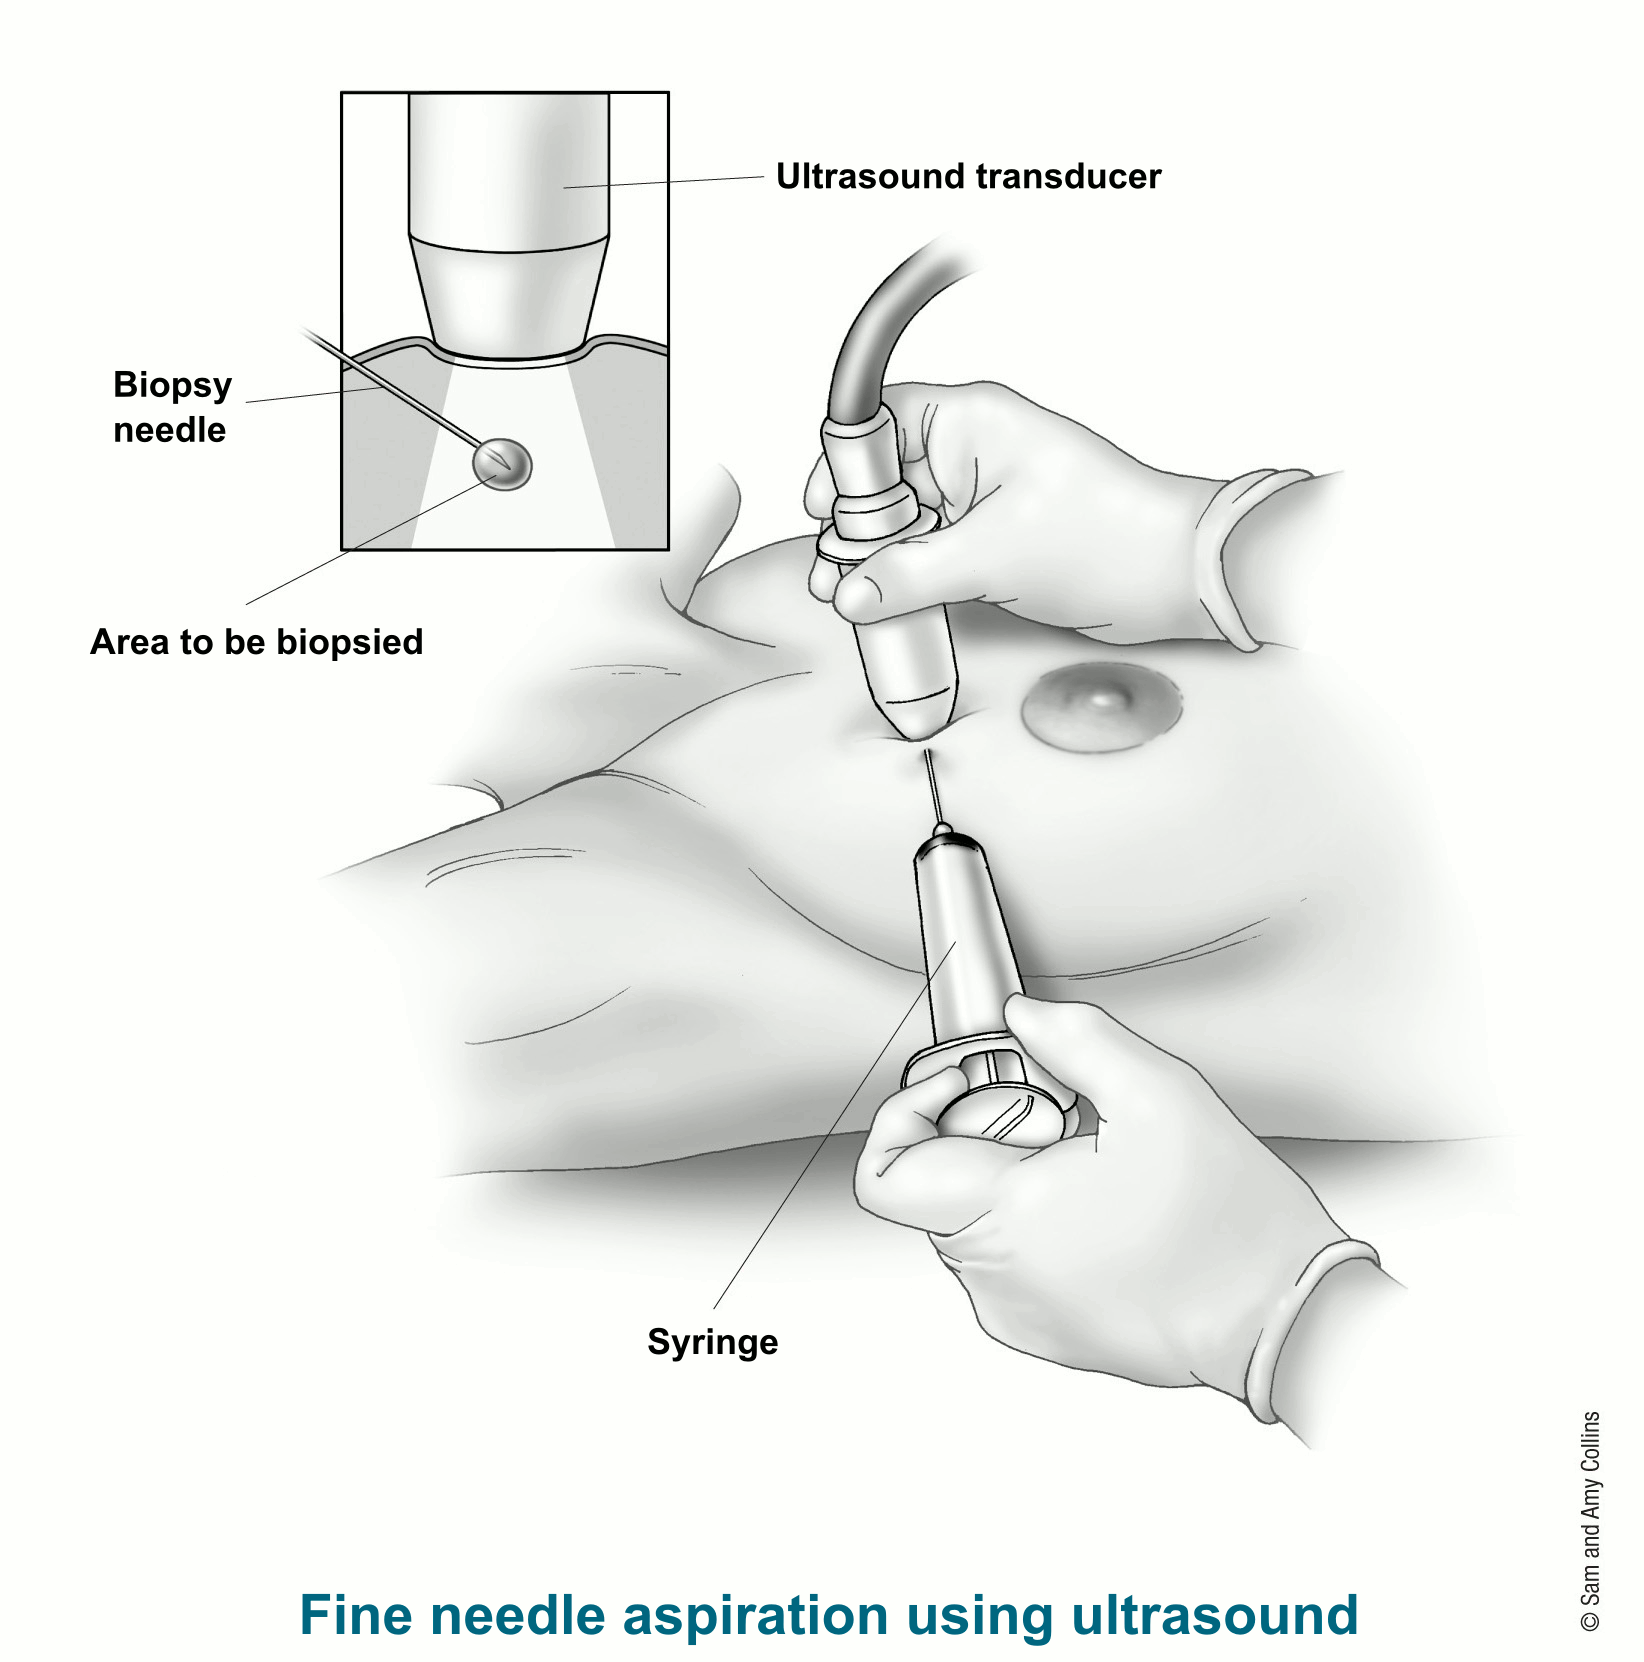 Ultrasound transducer
Biopsy
needle
Area to be biopsied
Syringe
© Sam and Amy Collins
Fine needle aspiration using ultrasound